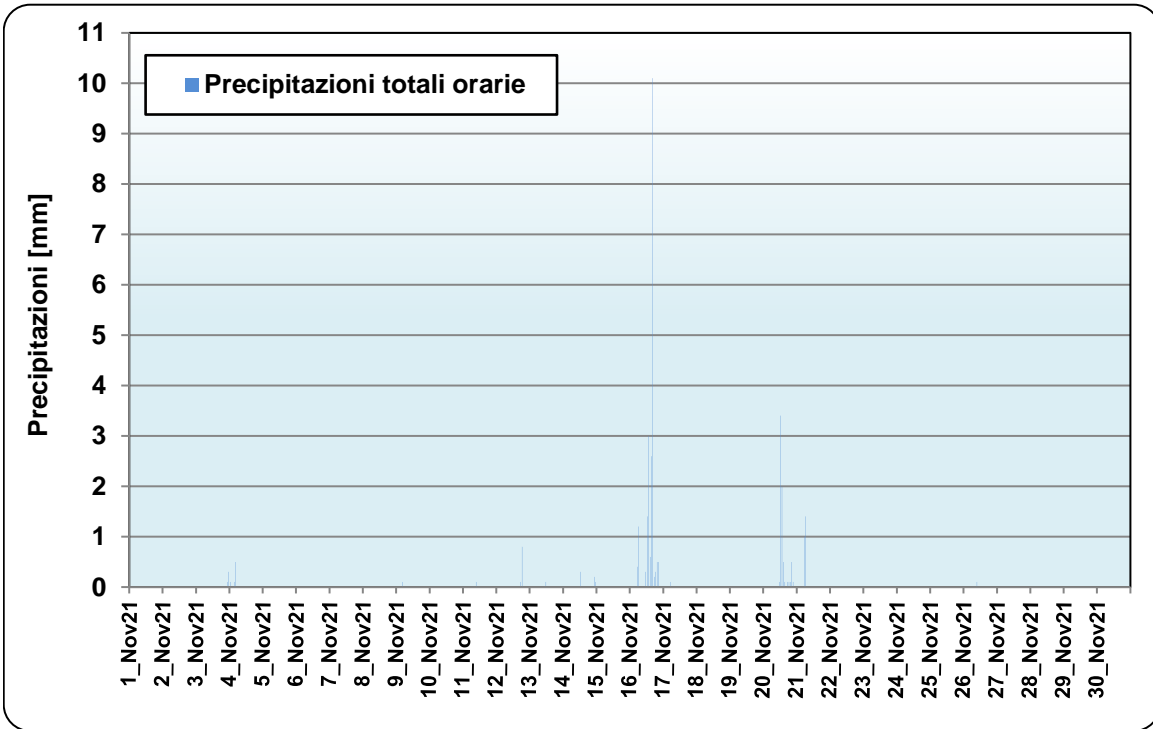 Precipitazioni totali orarie
Precipitazioni [mm]
11
10
9
8
7
6
5
4
3
2
1
0
1_Nov21
2_Nov21
3_Nov21
4_Nov21
5_Nov21
6_Nov21
7_Nov21
8_Nov21
9_Nov21
10_Nov21
11_Nov21
12_Nov21
13_Nov21
14_Nov21
15_Nov21
16_Nov21
17_Nov21
18_Nov21
19_Nov21
20_Nov21
21_Nov21
22_Nov21
23_Nov21
24_Nov21
25_Nov21
26_Nov21
27_Nov21
28_Nov21
29_Nov21
30_Nov21